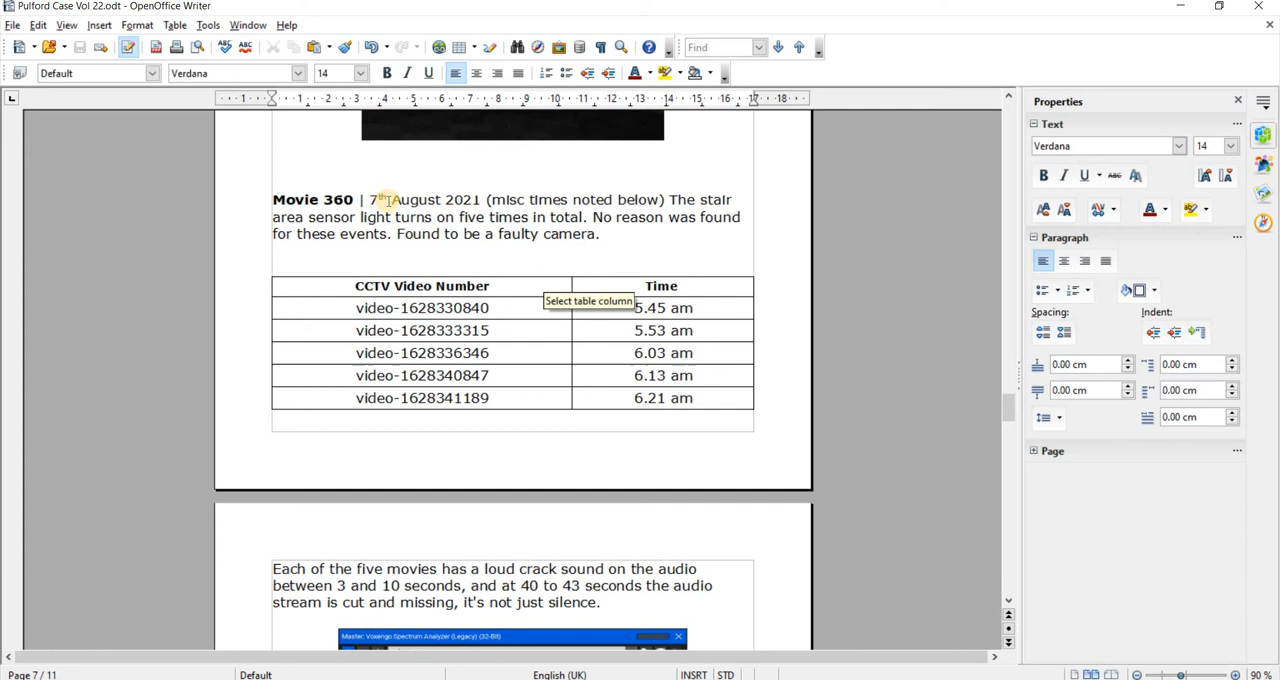 Pulford Case Vol 22.odt - OpenOffice Writer
File Edit View Insert Format Table Tools Window Help
Find
Default Verdana 14
Properties
Text
Verdana 14
Paragraph
Spacing: Indent:
0.00 cm 0.00 cm
0.00 cm 0.00 cm
0.00 cm
Page
Movie 360 | 7th August 2021 (misc times noted below) The stair
area sensor light turns on five times in total. No reason was found
for these events. Found to be a faulty camera.
CCTV Video Number Time
Select table column
video-1628330840 5.45 am
video-1628333315 5.53 am
video-1628336346 6.03 am
video-1628340847 6.13 am
video-1628341189 6.21 am
Each of the five movies has a loud crack sound on the audio
between 3 and 10 seconds, and at 40 to 43 seconds the audio
stream is cut and missing, it's not just silence.
Master: Voxengo Spectrum Analyzer (Legacy) (32-Bit)
Page 7 / 11 Default English (UK) INSRT STD 90 %